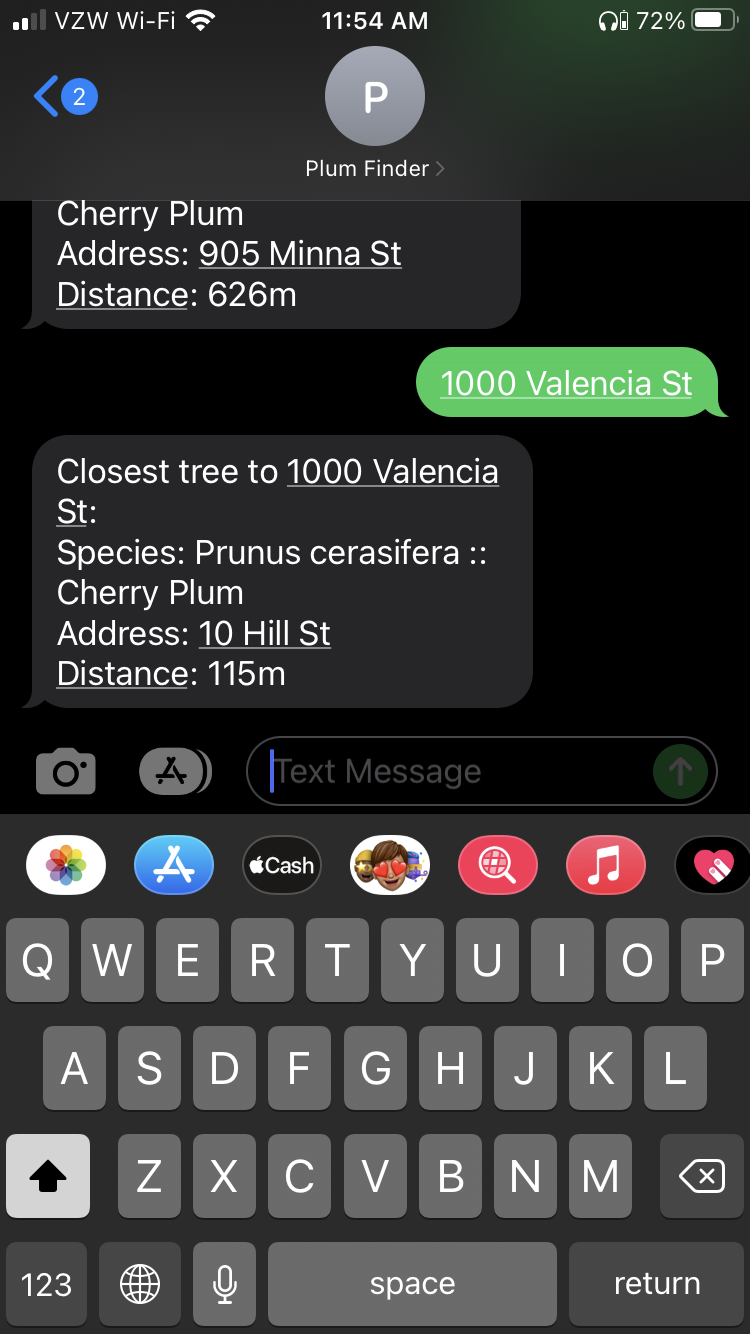 VZW Wi-Fi 11:54 AM 72%
2
P
Plum Finder
Cherry Plum
Address: 905 Minna St
Distance: 626m
1000 Valencia St
Closest tree to 1000 Valencia
St:
Species: Prunus cerasifera ::
Cherry Plum
Address: 10 Hill St
Distance: 115m
Text Message
Cash
Q W E R T Y U I O P
A S D F G H J K L
Z X C V B N M
123 space return